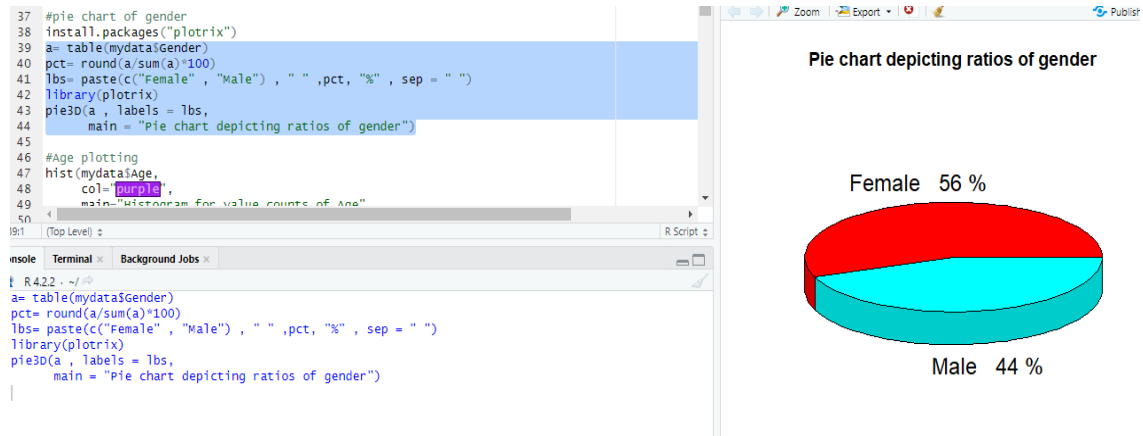 37 #pie chart of gender
38 install.packages("plotrix")
39 a= table(mydata$Gender)
40 pct= round(a/sum(a)*100)
41 lbs= paste(c("Female" , "Male") , " " ,pct, "%" , sep = " ")
42 library(plotrix)
43 pie3D(a , labels = lbs,
44 main = "Pie chart depicting ratios of gender")
45
46 #Age plotting
47 hist(mydata$Age,
48 col="purple",
49 main="Histogram for value counts of Age"
50
39:1 (Top Level) R Script
onsole Terminal × Background Jobs ×
R 4.2.2 · ~/
a= table(mydata$Gender)
pct= round(a/sum(a)*100)
lbs= paste(c("Female" , "Male") , " " ,pct, "%" , sep = " ")
library(plotrix)
pie3D(a , labels = lbs,
main = "Pie chart depicting ratios of gender")
Zoom Export Publish
Pie chart depicting ratios of gender
Female 56 %
Male 44 %